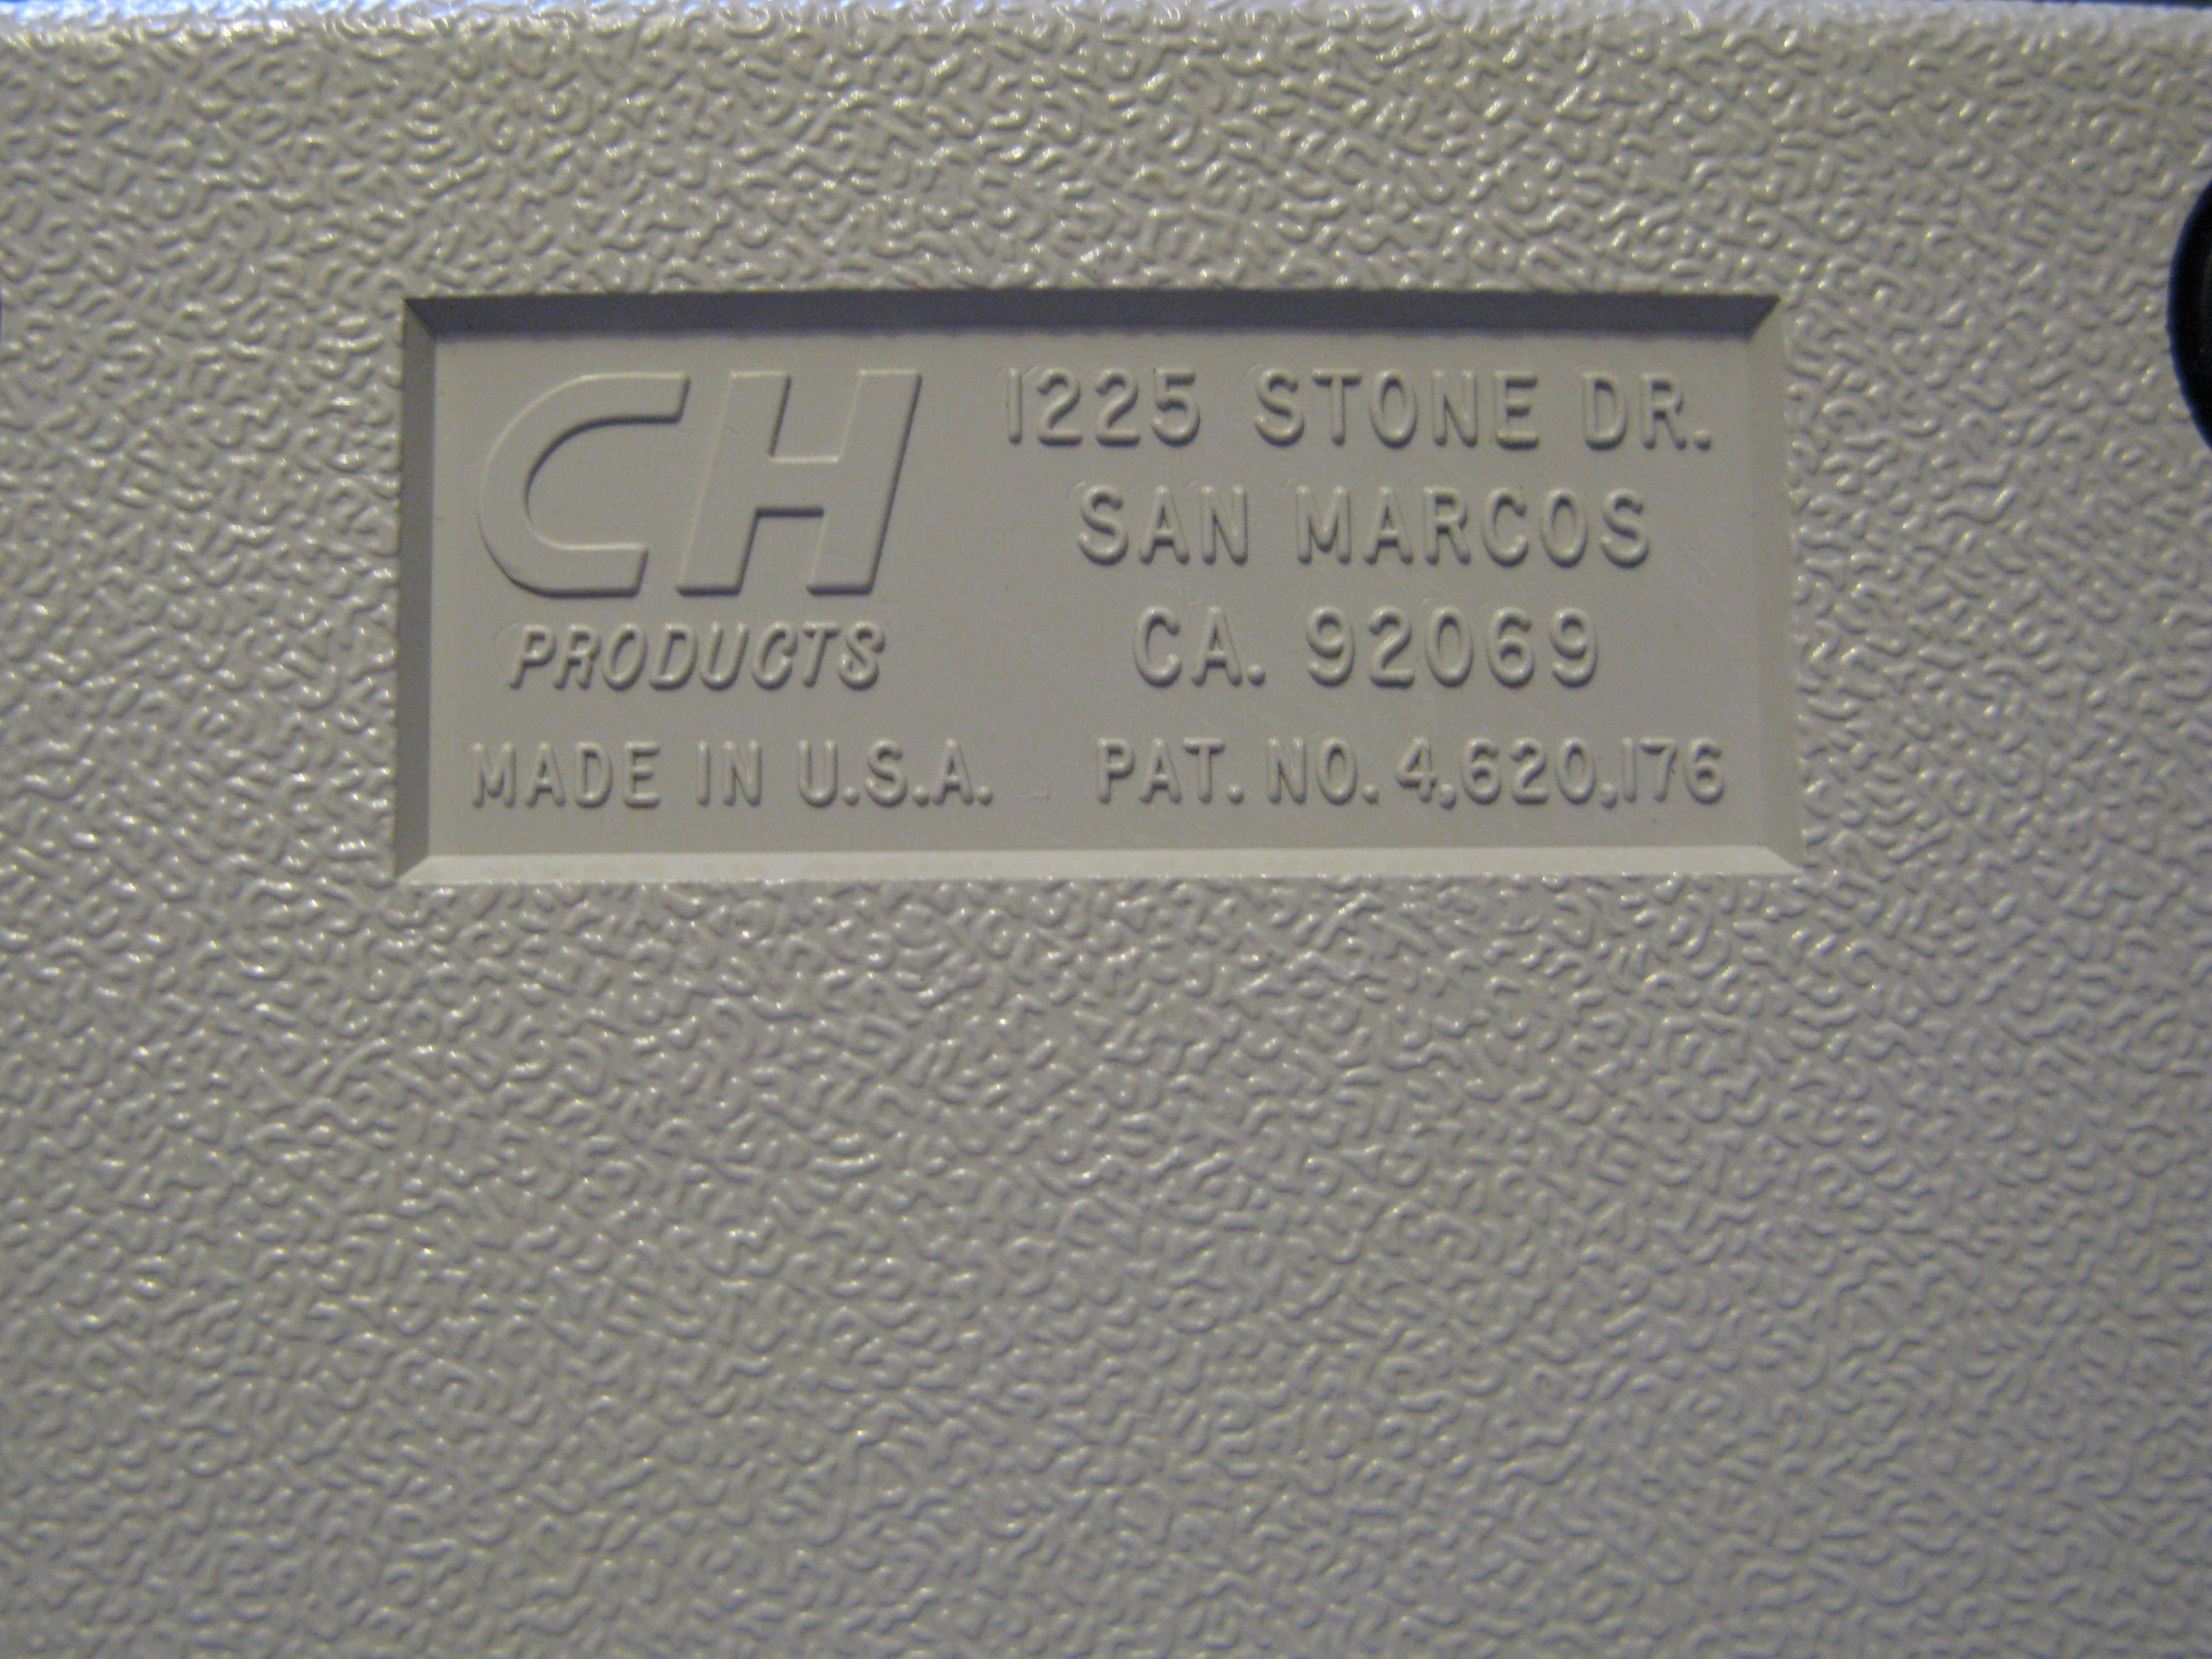 CH
PRODUCTS
1225 STONE DR.
SAN MARCOS
CA. 92069
MADE IN U.S.A. PAT. NO. 4,620,176